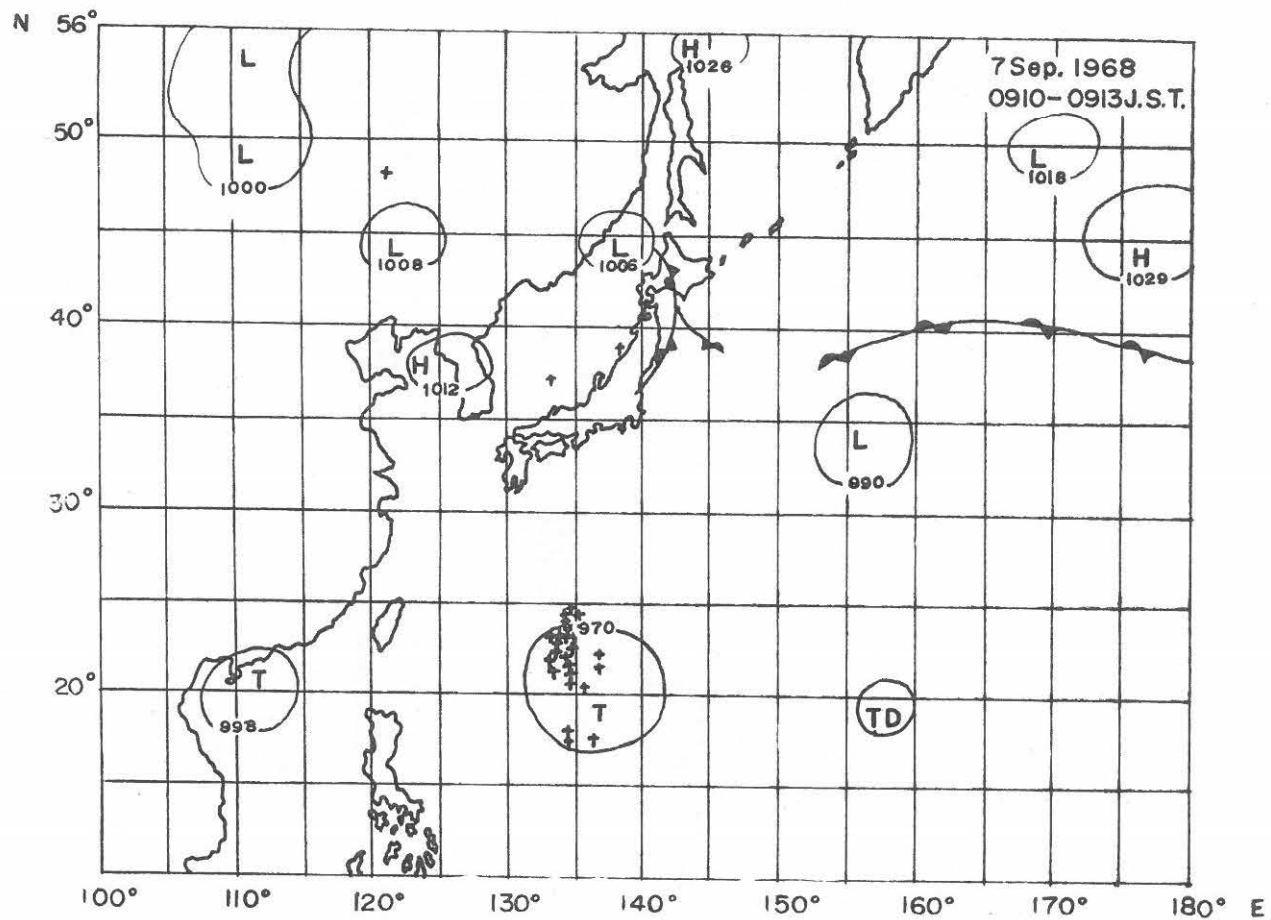 N 56°
L
H
1026
7 Sep. 1968
0910-0913 J.S.T.
50°
L
1000
L
1018
L
1008
L
1006
H
1029
40°
H
1012
L
990
30°
970
20°
T
998
T
TD
100° 110° 120° 130° 140° 150° 160° 170° 180° E